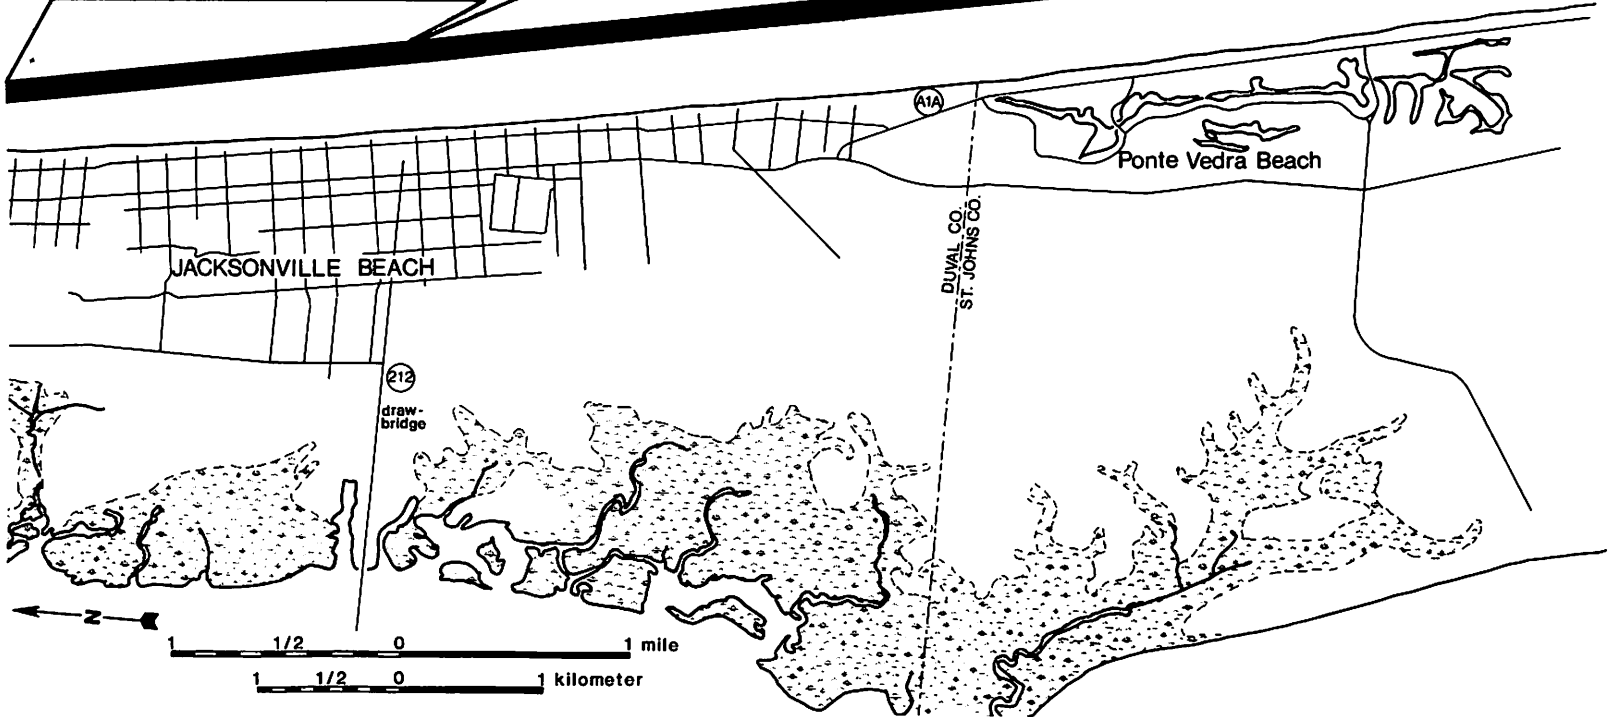 A1A
Ponte Vedra Beach
DUVAL CO.
ST. JOHNS CO.
JACKSONVILLE BEACH
212
draw-
bridge
N
1 1/2 0 1 mile
1 1/2 0 1 kilometer